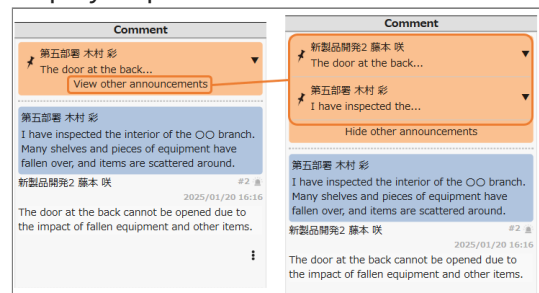 Comment
第五部署 木村 彩
The door at the back...
View other announcements
第五部署 木村 彩
I have inspected the interior of the 〇〇 branch.
Many shelves and pieces of equipment have
fallen over, and items are scattered around.
新製品開発2 藤本 咲
#2
2025/01/20 16:16
The door at the back cannot be opened due to
the impact of fallen equipment and other items.
Comment
新製品開発2 藤本 咲
The door at the back...
第五部署 木村 彩
I have inspected the...
Hide other announcements
第五部署 木村 彩
I have inspected the interior of the 〇〇 branch.
Many shelves and pieces of equipment have
fallen over, and items are scattered around.
新製品開発2 藤本 咲
#2
2025/01/20 16:16
The door at the back cannot be opened due to
the impact of fallen equipment and other items.